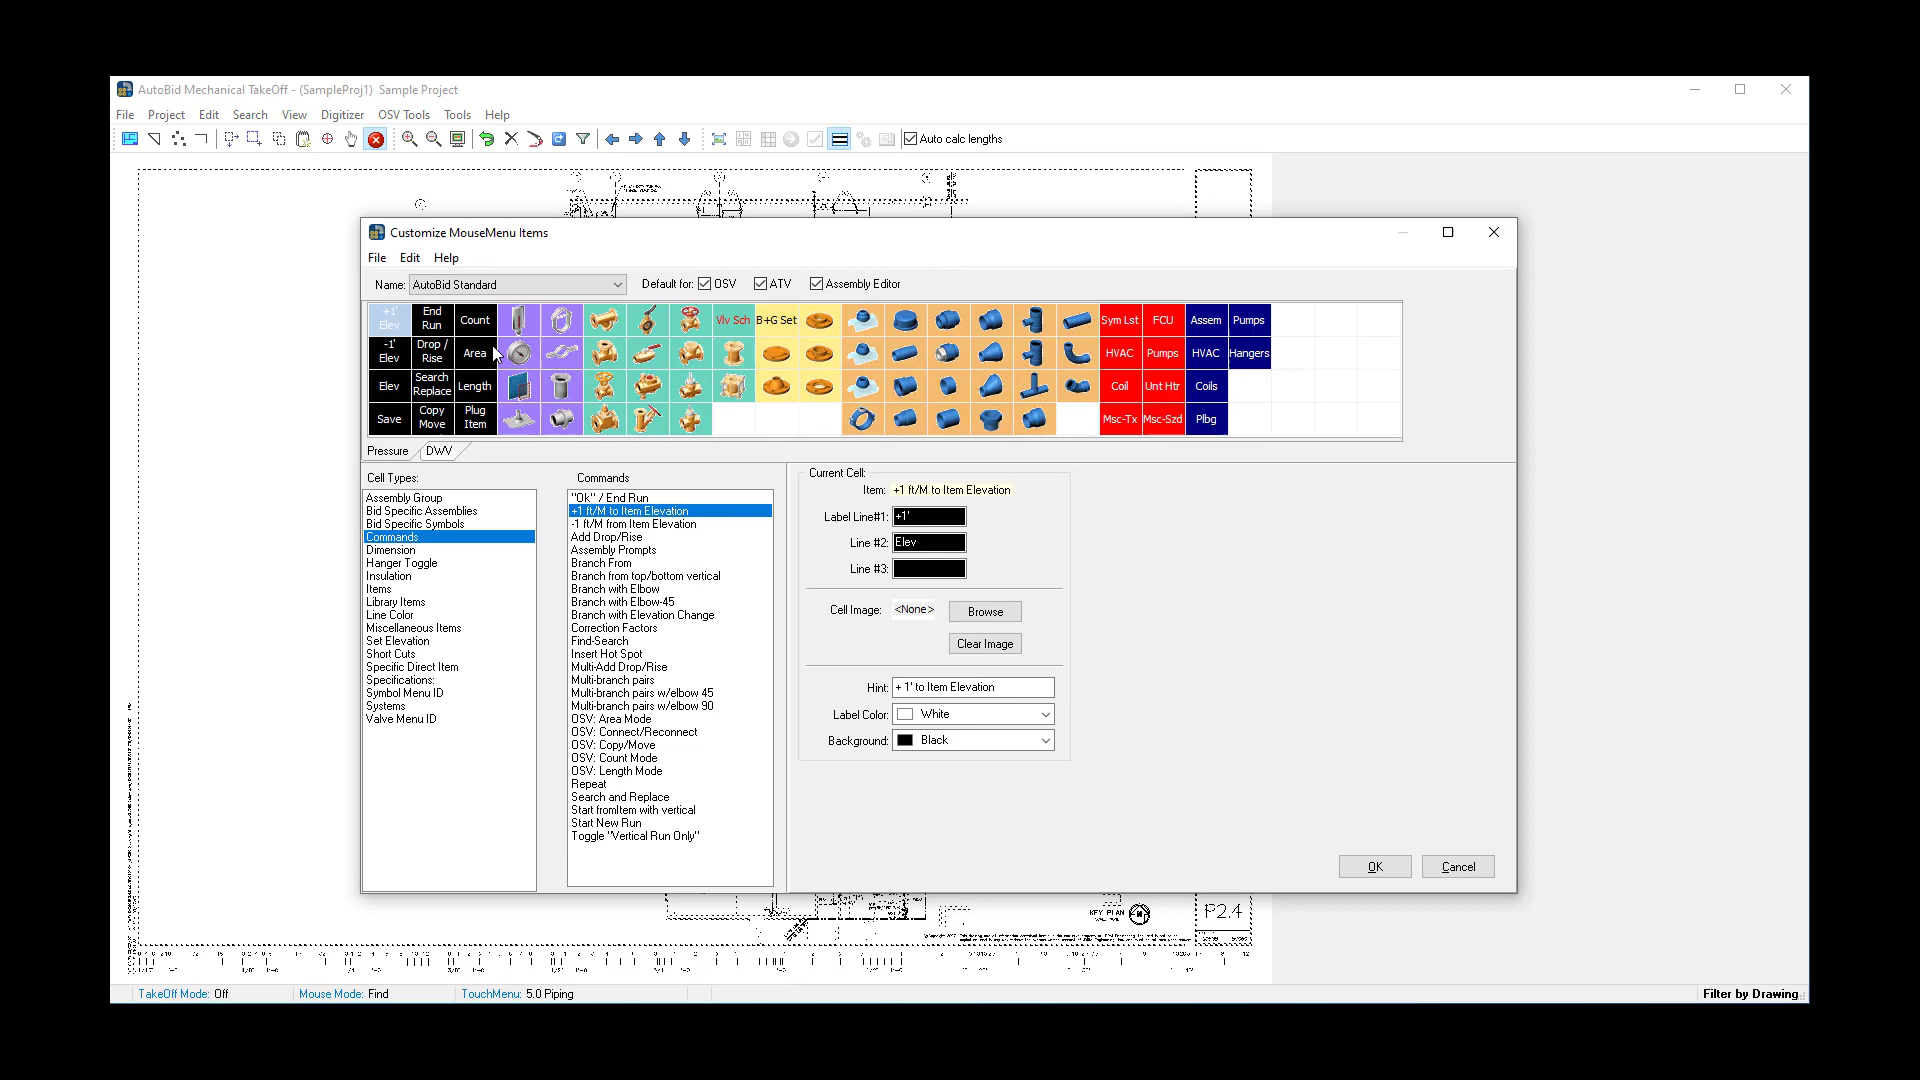 AutoBid Mechanical TakeOff - (SampleProj1)  Sample Project
File Project Edit Search View Digitizer OSV Tools Tools Help
Auto calc lengths
Customize MouseMenu Items
File Edit Help
Name: AutoBid Standard Default for: OSV ATV Assembly Editor
+1' Elev End Run Count Vlv Sch B+G Set Sym Lst FCU Assem Pumps
-1' Elev Drop / Rise Area HVAC Pumps HVAC Hangers
Elev Search Replace Length Coil Unt Htr Coils
Save Copy Move Plug Item Msc-Tx Msc-Szd Plbg
Pressure DWV
Cell Types:
Assembly Group
Bid Specific Assemblies
Bid Specific Symbols
Commands
Dimension
Hanger Toggle
Insulation
Items
Library Items
Line Color
Miscellaneous Items
Set Elevation
Short Cuts
Specific Direct Item
Specifications:
Symbol Menu ID
Systems
Valve Menu ID
Commands
"Ok" / End Run
+1 ft/M to Item Elevation
-1 ft/M from Item Elevation
Add Drop/Rise
Assembly Prompts
Branch From
Branch from top/bottom vertical
Branch with Elbow
Branch with Elbow-45
Branch with Elevation Change
Correction Factors
Find-Search
Insert Hot Spot
Multi-Add Drop/Rise
Multi-branch pairs
Multi-branch pairs w/elbow 45
Multi-branch pairs w/elbow 90
OSV: Area Mode
OSV: Connect/Reconnect
OSV: Copy/Move
OSV: Count Mode
OSV: Length Mode
Repeat
Search and Replace
Start fromItem with vertical
Start New Run
Toggle "Vertical Run Only"
Current Cell:
Item: +1 ft/M to Item Elevation
Label Line#1: +1'
Line #2: Elev
Line #3:
Cell Image: <None> Browse
Clear Image
Hint: + 1' to Item Elevation
Label Color: White
Background: Black
OK Cancel
KEY PLAN
P2.4
TakeOff Mode: Off Mouse Mode: Find TouchMenu: 5.0 Piping Filter by Drawing